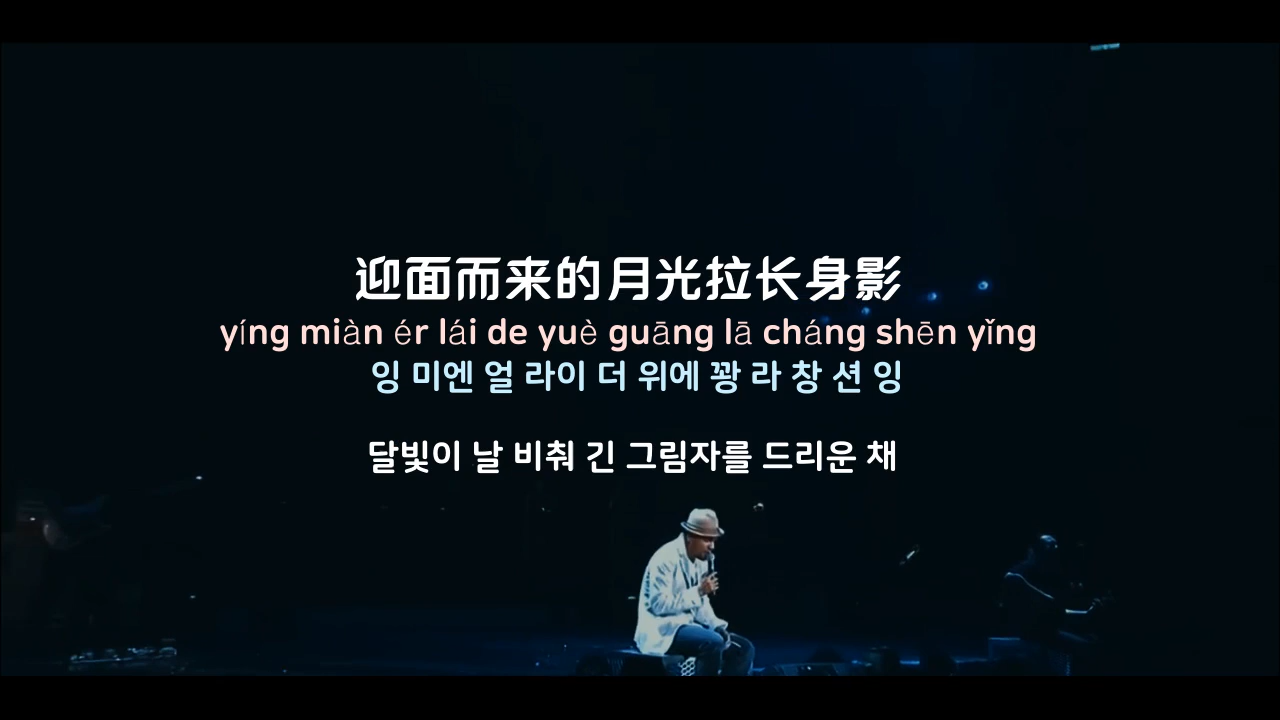 迎面而来的月光拉长身影
yíng miàn ér lái de yuè guāng lā cháng shēn yǐng
잉 미엔 얼 라이 더 위에 꽝 라 창 션 잉
달빛이 날 비춰 긴 그림자를 드리운 채